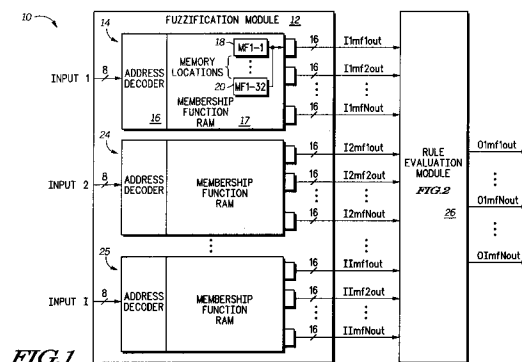 10
FUZZIFICATION MODULE 12
14
18
MF1-1
16
I1mf1out
MEMORY
LOCATIONS
INPUT 1
8
ADDRESS
DECODER
16
I1mf2out
20
MF1-32
MEMBERSHIP
FUNCTION
RAM
16
17
16
I1mfNout
24
16
I2mf1out
INPUT 2
8
ADDRESS
DECODER
MEMBERSHIP
FUNCTION
RAM
16
I2mf2out
16
I2mfNout
25
16
IImf1out
INPUT I
8
ADDRESS
DECODER
MEMBERSHIP
FUNCTION
RAM
16
IImf2out
16
IImfNout
RULE
EVALUATION
MODULE
FIG.2
26
O1mf1out
O1mfNout
OImfNout
FIG.1